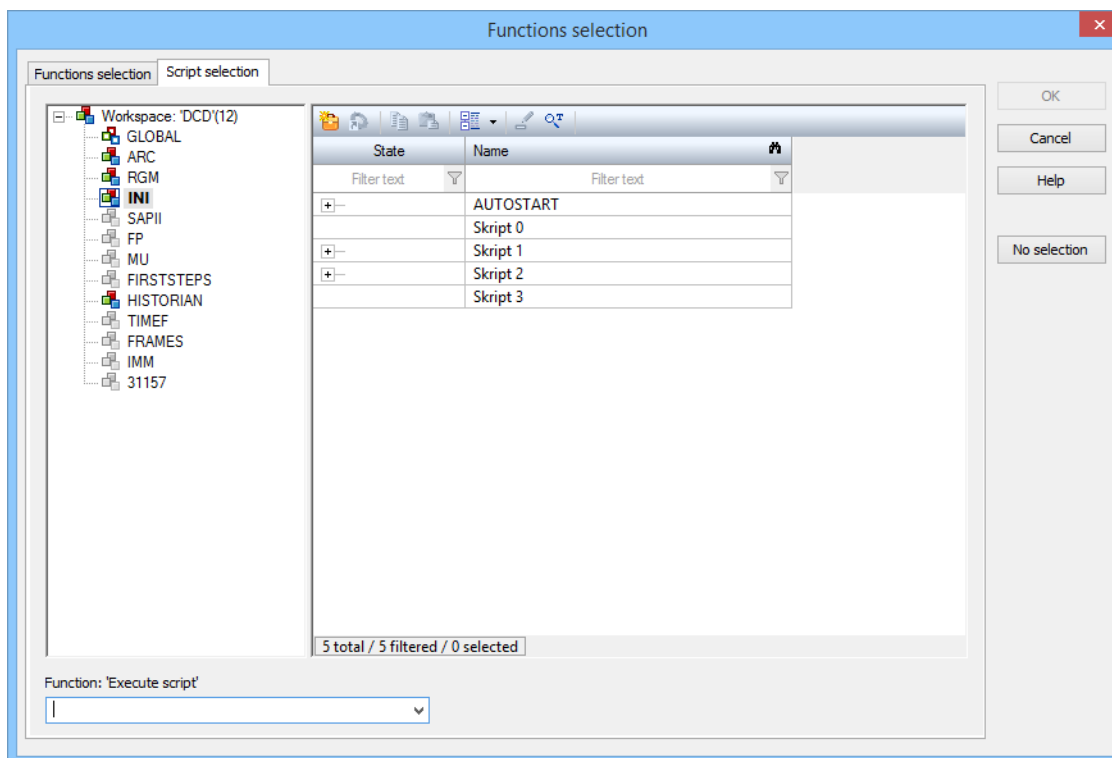 Functions selection
Functions selection Script selection
Workspace: 'DCD'(12)
GLOBAL
ARC
RGM
INI
SAPII
FP
MU
FIRSTSTEPS
HISTORIAN
TIMEF
FRAMES
IMM
31157
State Name
Filter text Filter text
AUTOSTART
Skript 0
Skript 1
Skript 2
Skript 3
5 total / 5 filtered / 0 selected
OK
Cancel
Help
No selection
Function: 'Execute script'